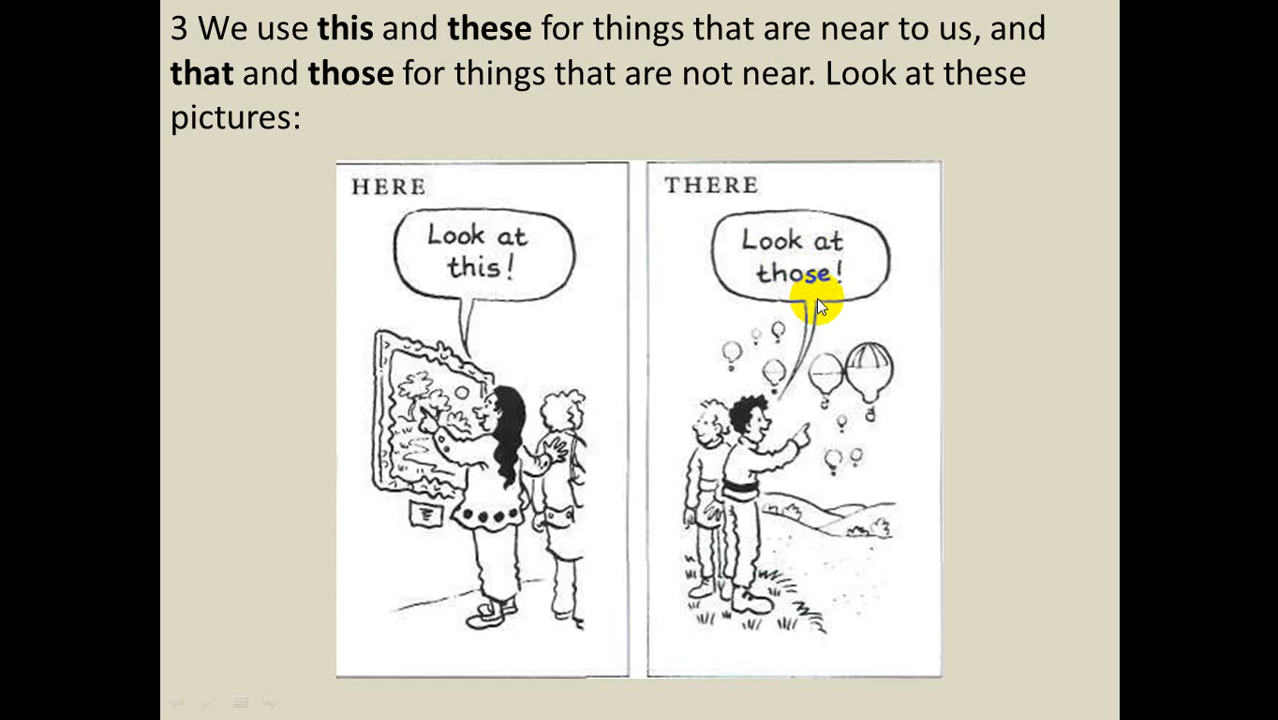 3 We use this and these for things that are near to us, and
that and those for things that are not near. Look at these
pictures:
HERE
Look at
this!
THERE
Look at
those!